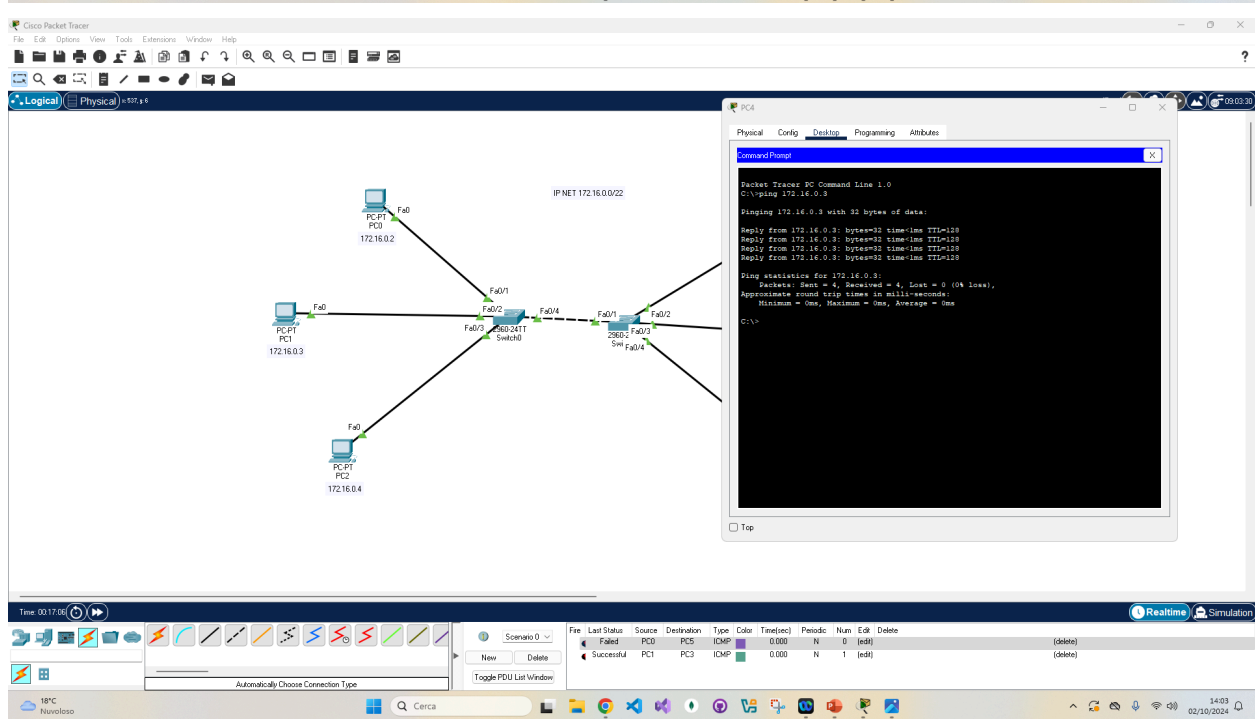 Cisco Packet Tracer
File Edit Options View Tools Extensions Window Help
?
Logical Physical x: 537, y: 6
09:03:30
IP NET 172.16.0.0/22
Fa0
PC-PT
PC0
172.16.0.2
Fa0/1
Fa0
Fa0/2
Fa0/4
Fa0/1
Fa0/2
PC-PT
PC1
172.16.0.3
Fa0/3
2960-24TT
Switch0
Fa0/3
Fa0/4
Fa0
PC-PT
PC2
172.16.0.4
PC4
Physical Config Desktop Programming Attributes
Command Prompt
X
Packet Tracer PC Command Line 1.0
C:\>ping 172.16.0.3
Pinging 172.16.0.3 with 32 bytes of data:
Reply from 172.16.0.3: bytes=32 time<1ms TTL=128
Reply from 172.16.0.3: bytes=32 time<1ms TTL=128
Reply from 172.16.0.3: bytes=32 time<1ms TTL=128
Reply from 172.16.0.3: bytes=32 time<1ms TTL=128
Ping statistics for 172.16.0.3:
Packets: Sent = 4, Received = 4, Lost = 0 (0% loss),
Approximate round trip times in milli-seconds:
Minimum = 0ms, Maximum = 0ms, Average = 0ms
C:\>
Top
Time: 00:17:06
Realtime Simulation
Scenario 0
New Delete
Toggle PDU List Window
Fire Last Status Source Destination Type Color Time(sec) Periodic Num Edit Delete
Failed PC0 PC5 ICMP 0.000 N 0 (edit) (delete)
Successful PC1 PC3 ICMP 0.000 N 1 (edit) (delete)
Automatically Choose Connection Type
18°C
Nuvoloso
Cerca
14:03
02/10/2024